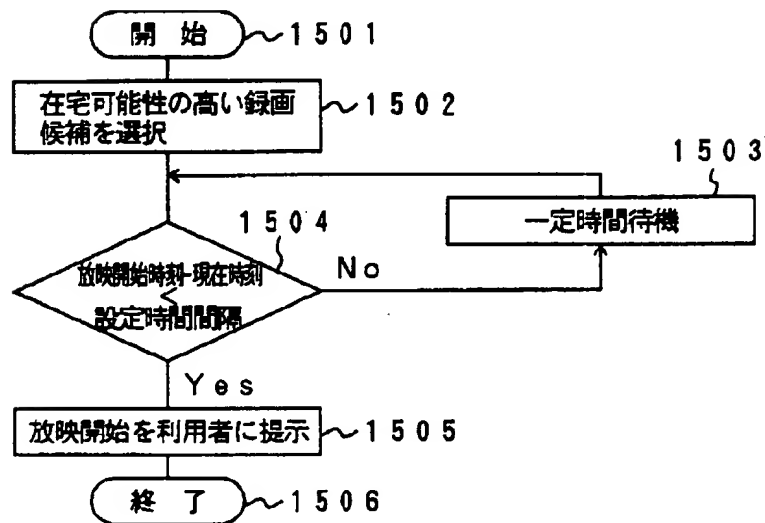 開始
1501
在宅可能性の高い録画
候補を選択
1502
1503
一定時間待機
1504
放映開始時刻-現在時刻
<
設定時間間隔
No
Yes
放映開始を利用者に提示
1505
終了
1506